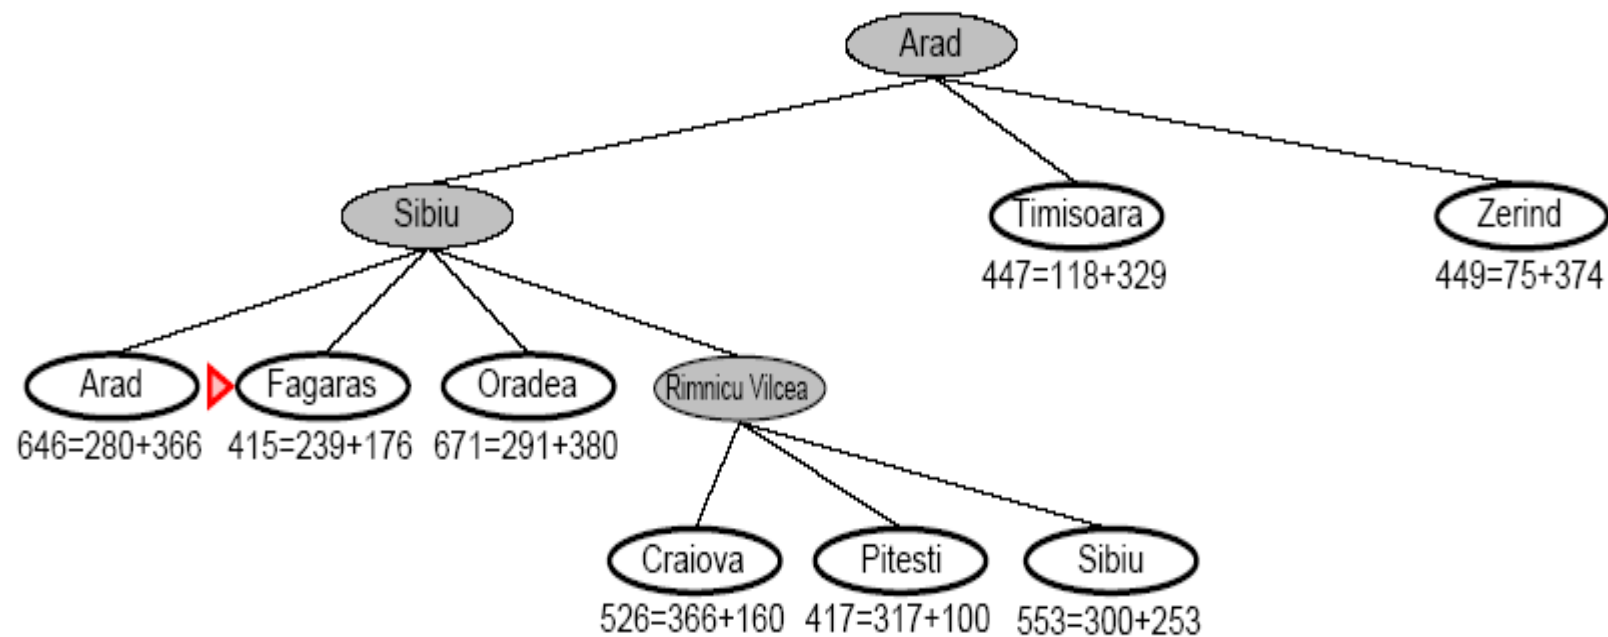 Arad
Sibiu Timisoara Zerind
447=118+329 449=75+374
Arad Fagaras Oradea Rimnicu Vilcea
646=280+366 415=239+176 671=291+380
Craiova Pitesti Sibiu
526=366+160 417=317+100 553=300+253